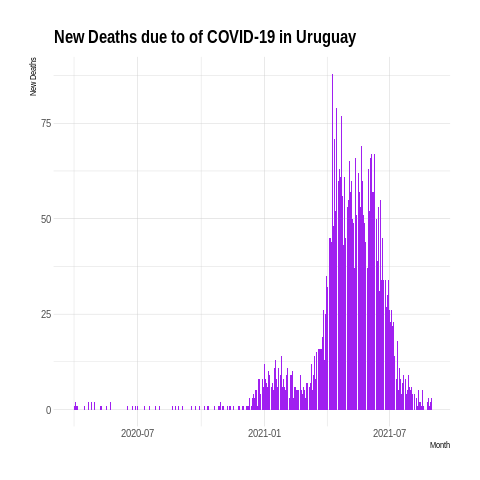 New Deaths due to of COVID-19 in Uruguay
New Deaths
75
50
25
0
2020-07
2021-01
2021-07
Month